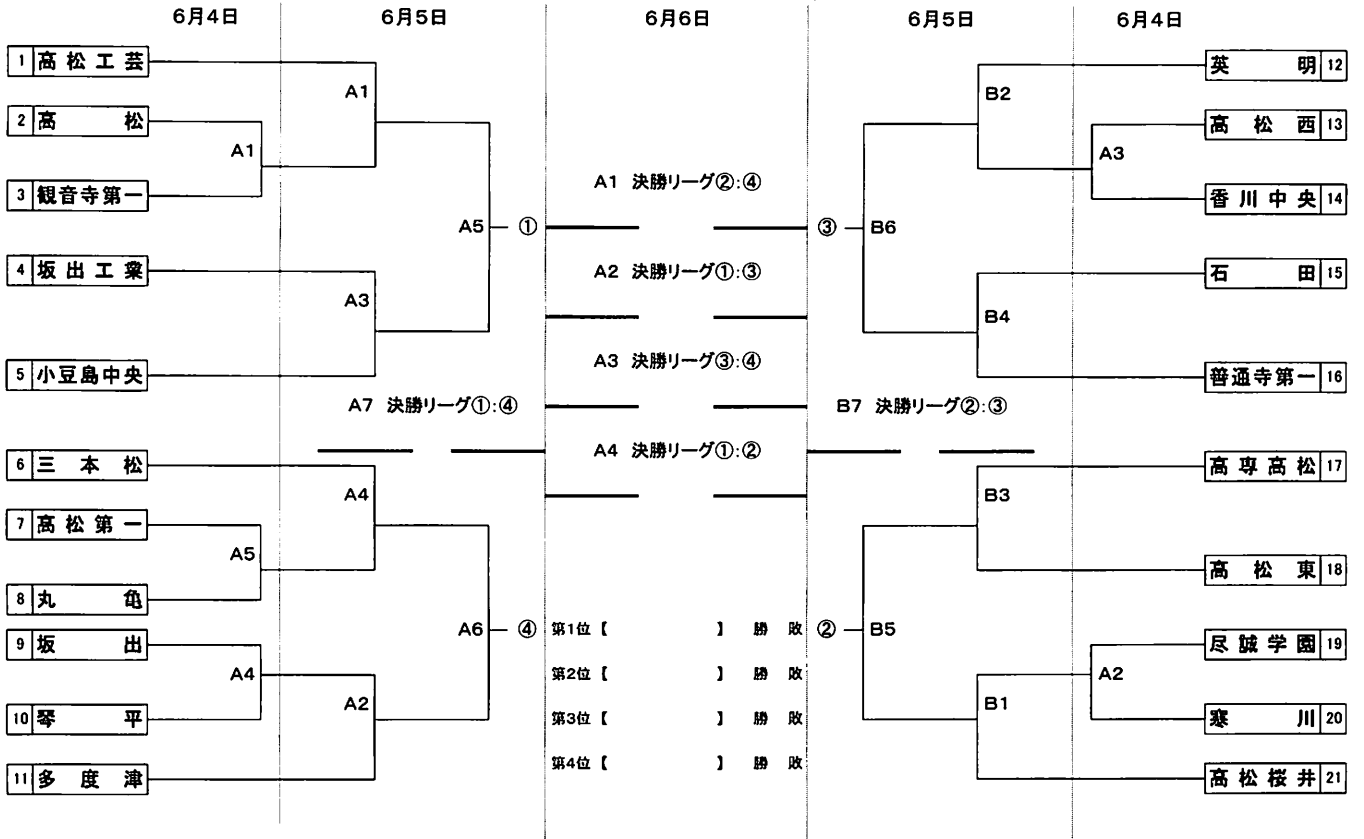 6月4日 6月5日 6月6日 6月5日 6月4日
1 高松工芸
2 高松
3 観音寺第一
4 坂出工業
5 小豆島中央
6 三本松
7 高松第一
8 丸亀
9 坂出
10 琴平
11 多度津
A1
A5
A4
A1
A3
A4
A2
A5 ①
A6 ④
A1 決勝リーグ②:④
A2 決勝リーグ①:③
A3 決勝リーグ③:④
A7 決勝リーグ①:④
B7 決勝リーグ②:③
A4 決勝リーグ①:②
第1位【 】 勝 敗
第2位【 】 勝 敗
第3位【 】 勝 敗
第4位【 】 勝 敗
③ B6
② B5
B2
B4
B3
B1
A3
A2
英明 12
高松西 13
香川中央 14
石田 15
善通寺第一 16
高専高松 17
高松東 18
尽誠学園 19
寒川 20
高松桜井 21